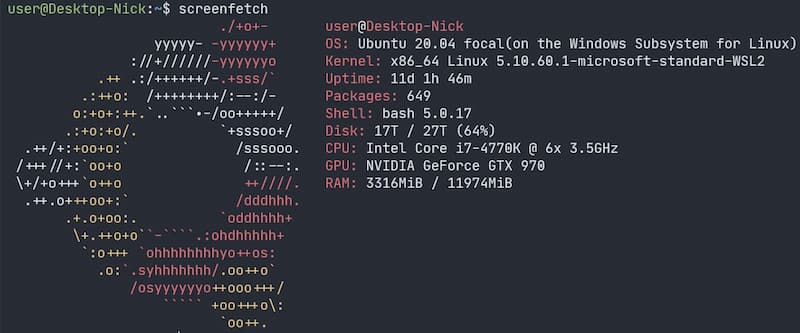 user@Desktop-Nick:~$ screenfetch
./+o+- user@Desktop-Nick
yyyyy- -yyyyyy+ OS: Ubuntu 20.04 focal(on the Windows Subsystem for Linux)
://+//////-yyyyyyo Kernel: x86_64 Linux 5.10.60.1-microsoft-standard-WSL2
.++ .:/++++++/-.+sss/` Uptime: 11d 1h 46m
.:++o: /++++++++/:--:/- Packages: 649
o:+o+:++.`..```•-/oo+++++/ Shell: bash 5.0.17
.:+o:+o/. `+sssoo+/ Disk: 17T / 27T (64%)
.++/+:+oo+o:` /sssooo. CPU: Intel Core i7-4770K @ 6x 3.5GHz
/+++//+:`oo+o /::--:. GPU: NVIDIA GeForce GTX 970
\+/+o+++`o++o ++////. RAM: 3316MiB / 11974MiB
.++.o+++oo+:` /dddhhh.
.+.o+oo:. `oddhhhh+
\+.++o+o``-````.:ohdhhhhh+
`:o+++ `ohhhhhhhhyo++os:
.o:`.syhhhhhhh/.oo++o`
/osyyyyyyo++ooo+++/
````` +oo+++o\:
`oo++.